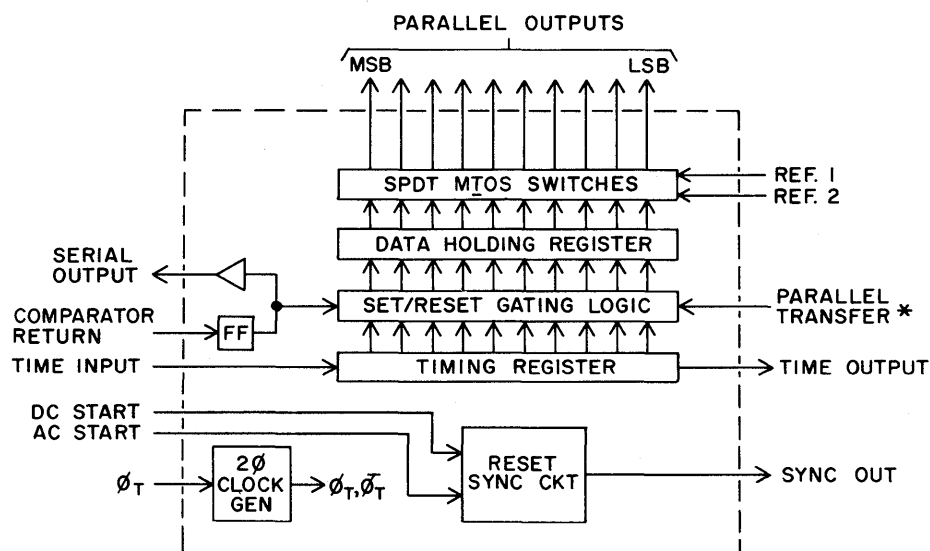 PARALLEL OUTPUTS
MSB
LSB
SPDT MTOS SWITCHES
REF. 1
REF. 2
DATA HOLDING REGISTER
SERIAL
OUTPUT
SET/RESET GATING LOGIC
PARALLEL
TRANSFER *
COMPARATOR
RETURN
FF
TIME INPUT
TIMING REGISTER
TIME OUTPUT
DC START
AC START
RESET
SYNC CKT
SYNC OUT
ØT
2Ø
CLOCK
GEN
ØT, Ø̄T